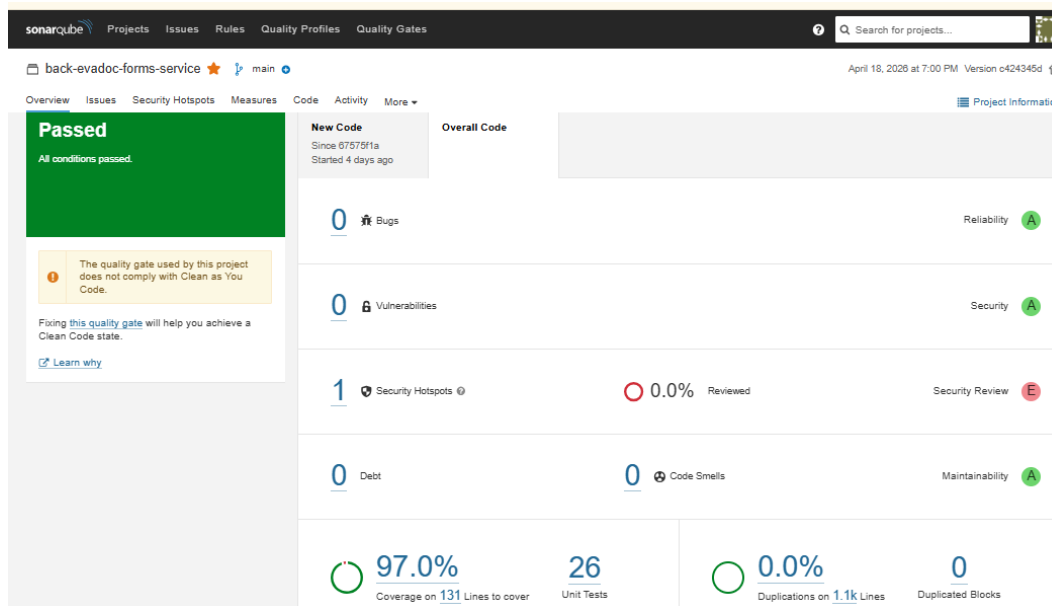 sonarqube Projects Issues Rules Quality Profiles Quality Gates Search for projects...
back-evadoc-forms-service main April 18, 2026 at 7:00 PM Version c424345d
Overview Issues Security Hotspots Measures Code Activity More Project Informatio
Passed
All conditions passed.
The quality gate used by this project
does not comply with Clean as You
Code.
Fixing this quality gate will help you achieve a
Clean Code state.
Learn why
New Code
Since 67575f1a
Started 4 days ago
Overall Code
0 Bugs Reliability A
0 Vulnerabilities Security A
1 Security Hotspots 0.0% Reviewed Security Review E
0 Debt 0 Code Smells Maintainability A
97.0%
Coverage on 131 Lines to cover
26
Unit Tests
0.0%
Duplications on 1.1k Lines
0
Duplicated Blocks